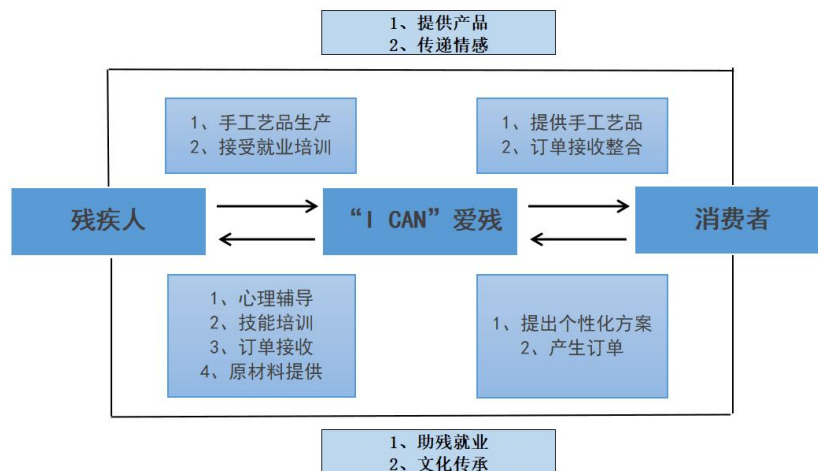 1、提供产品
2、传递情感
1、手工艺品生产
2、接受就业培训
1、提供手工艺品
2、订单接收整合
残疾人
“I CAN”爱残
消费者
1、心理辅导
2、技能培训
3、订单接收
4、原材料提供
1、提出个性化方案
2、产生订单
1、助残就业
2、文化传承